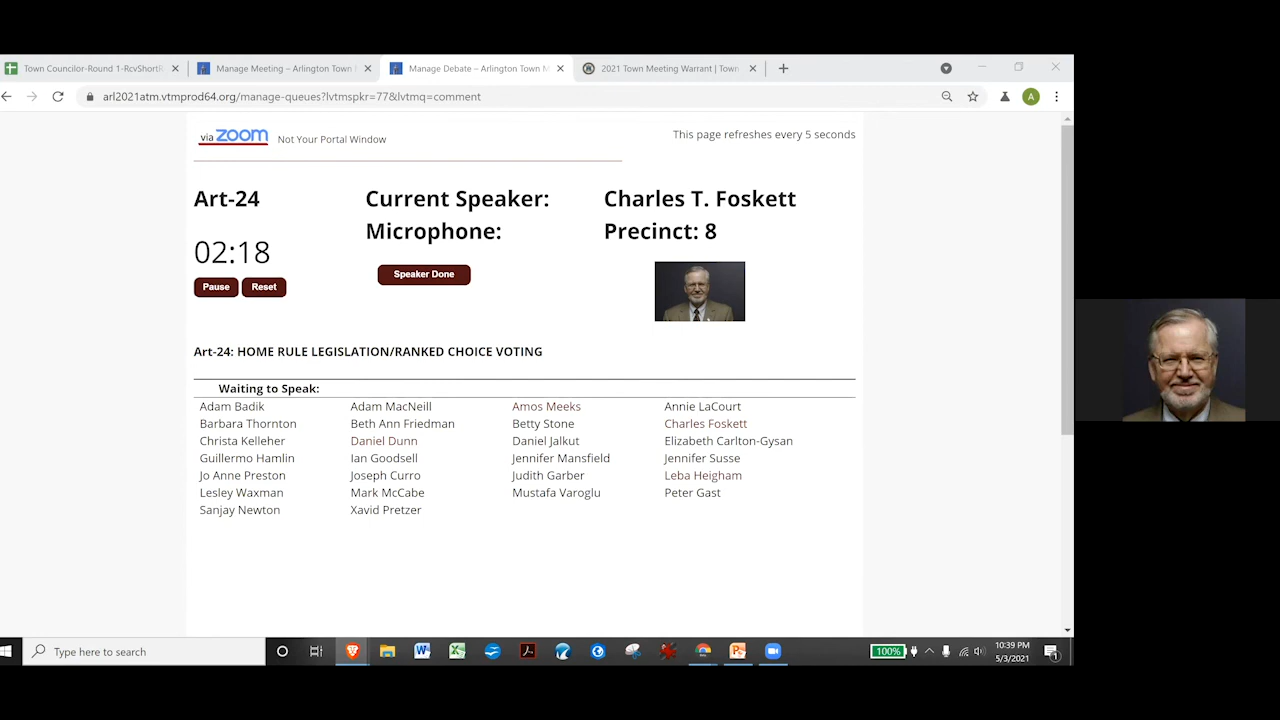 Town Councilor-Round 1-RcvShortR
Manage Meeting – Arlington Town
Manage Debate – Arlington Town M
2021 Town Meeting Warrant | Town
arl2021atm.vtmprod64.org/manage-queues?lvtmspkr=77&lvtmq=comment
A
via zoom Not Your Portal Window
This page refreshes every 5 seconds
Art-24 Current Speaker: Charles T. Foskett
Microphone: Precinct: 8
02:18
Speaker Done
Pause Reset
Art-24: HOME RULE LEGISLATION/RANKED CHOICE VOTING
Waiting to Speak:
Adam Badik Adam MacNeill Amos Meeks Annie LaCourt
Barbara Thornton Beth Ann Friedman Betty Stone Charles Foskett
Christa Kelleher Daniel Dunn Daniel Jalkut Elizabeth Carlton-Gysan
Guillermo Hamlin Ian Goodsell Jennifer Mansfield Jennifer Susse
Jo Anne Preston Joseph Curro Judith Garber Leba Heigham
Lesley Waxman Mark McCabe Mustafa Varoglu Peter Gast
Sanjay Newton Xavid Pretzer
Type here to search
100%
10:39 PM
5/3/2021
1